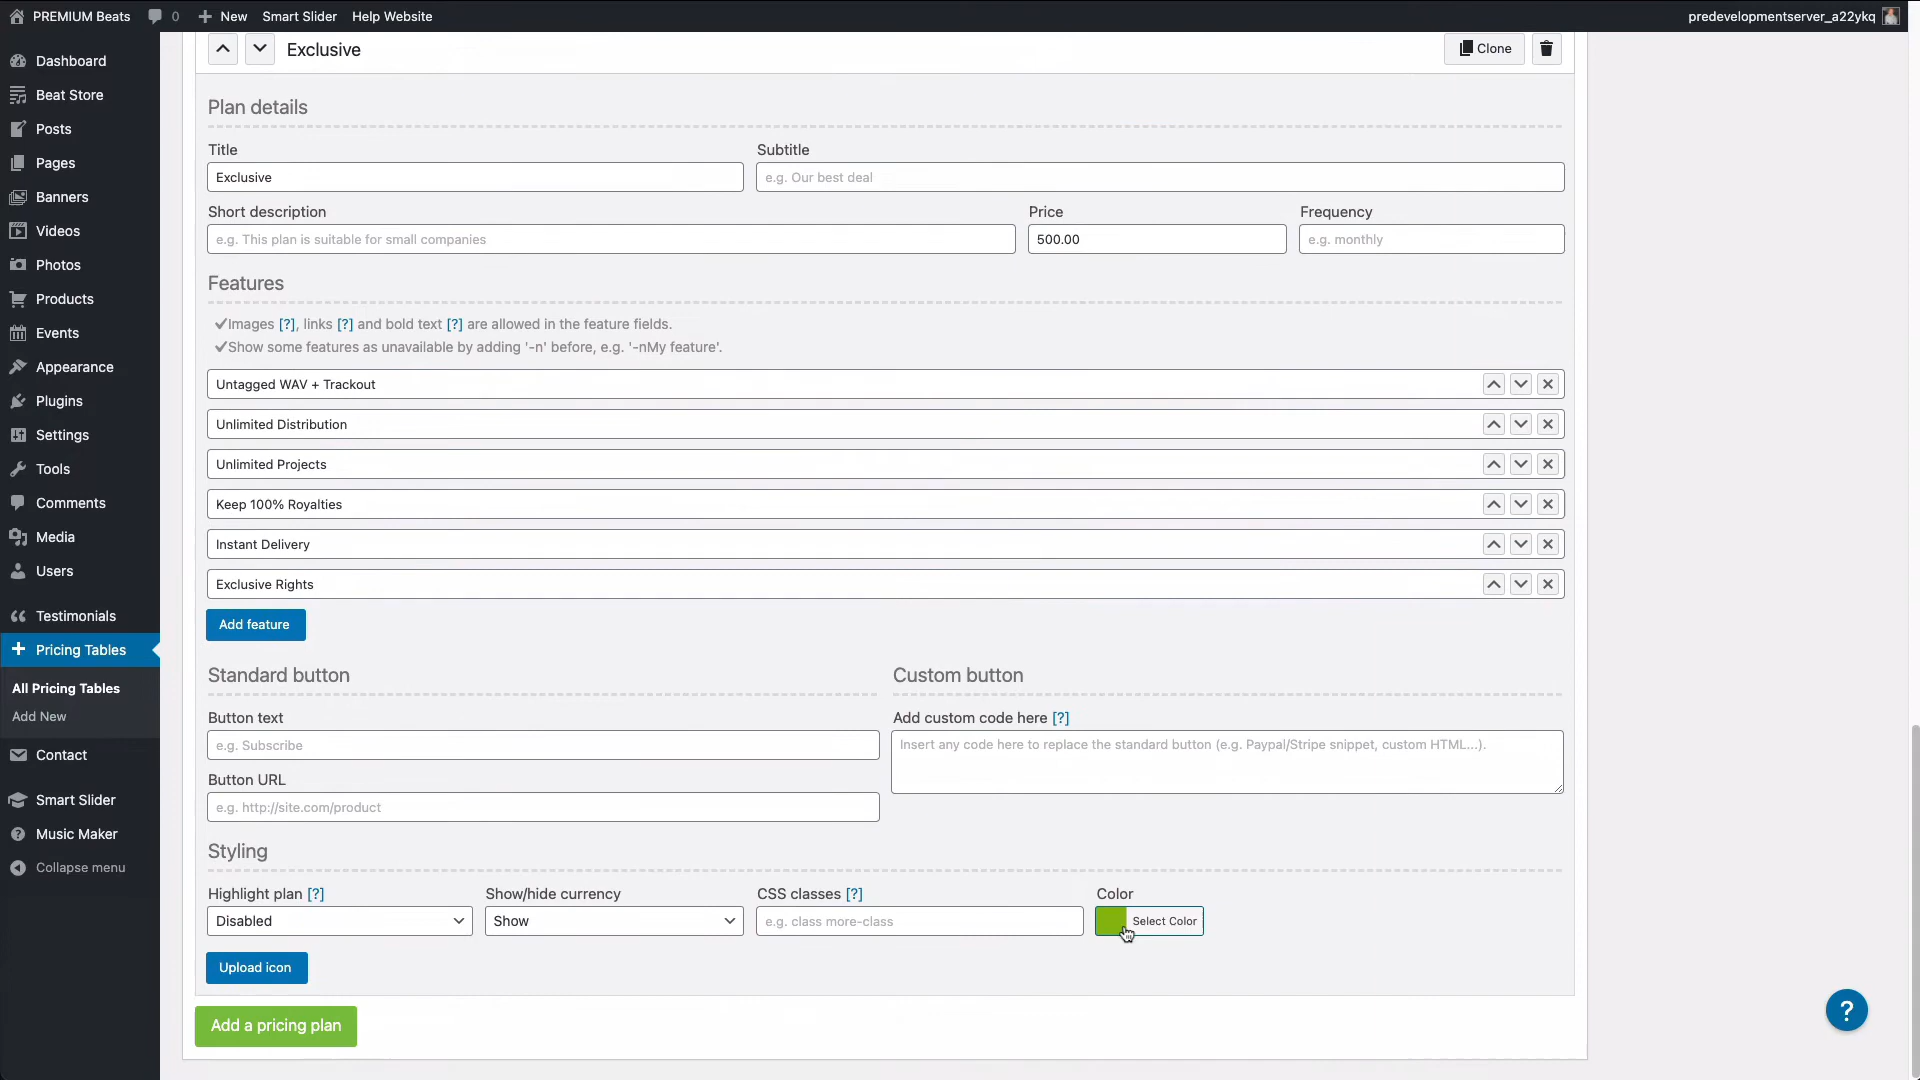 PREMIUM Beats 0 New Smart Slider Help Website predevelopmentserver_a22ykq
Dashboard
Beat Store
Posts
Pages
Banners
Videos
Photos
Products
Events
Appearance
Plugins
Settings
Tools
Comments
Media
Users
Testimonials
Pricing Tables
All Pricing Tables
Add New
Contact
Smart Slider
Music Maker
Collapse menu
Exclusive Clone
Plan details
Title Subtitle
Exclusive e.g. Our best deal
Short description Price Frequency
e.g. This plan is suitable for small companies 500.00 e.g. monthly
Features
✔Images [?], links [?] and bold text [?] are allowed in the feature fields.
✔Show some features as unavailable by adding '-n' before, e.g. '-nMy feature'.
Untagged WAV + Trackout
Unlimited Distribution
Unlimited Projects
Keep 100% Royalties
Instant Delivery
Exclusive Rights
Add feature
Standard button Custom button
Button text Add custom code here [?]
e.g. Subscribe Insert any code here to replace the standard button (e.g. Paypal/Stripe snippet, custom HTML...).
Button URL
e.g. http://site.com/product
Styling
Highlight plan [?] Show/hide currency CSS classes [?] Color
Disabled Show e.g. class more-class Select Color
Upload icon
Add a pricing plan
?